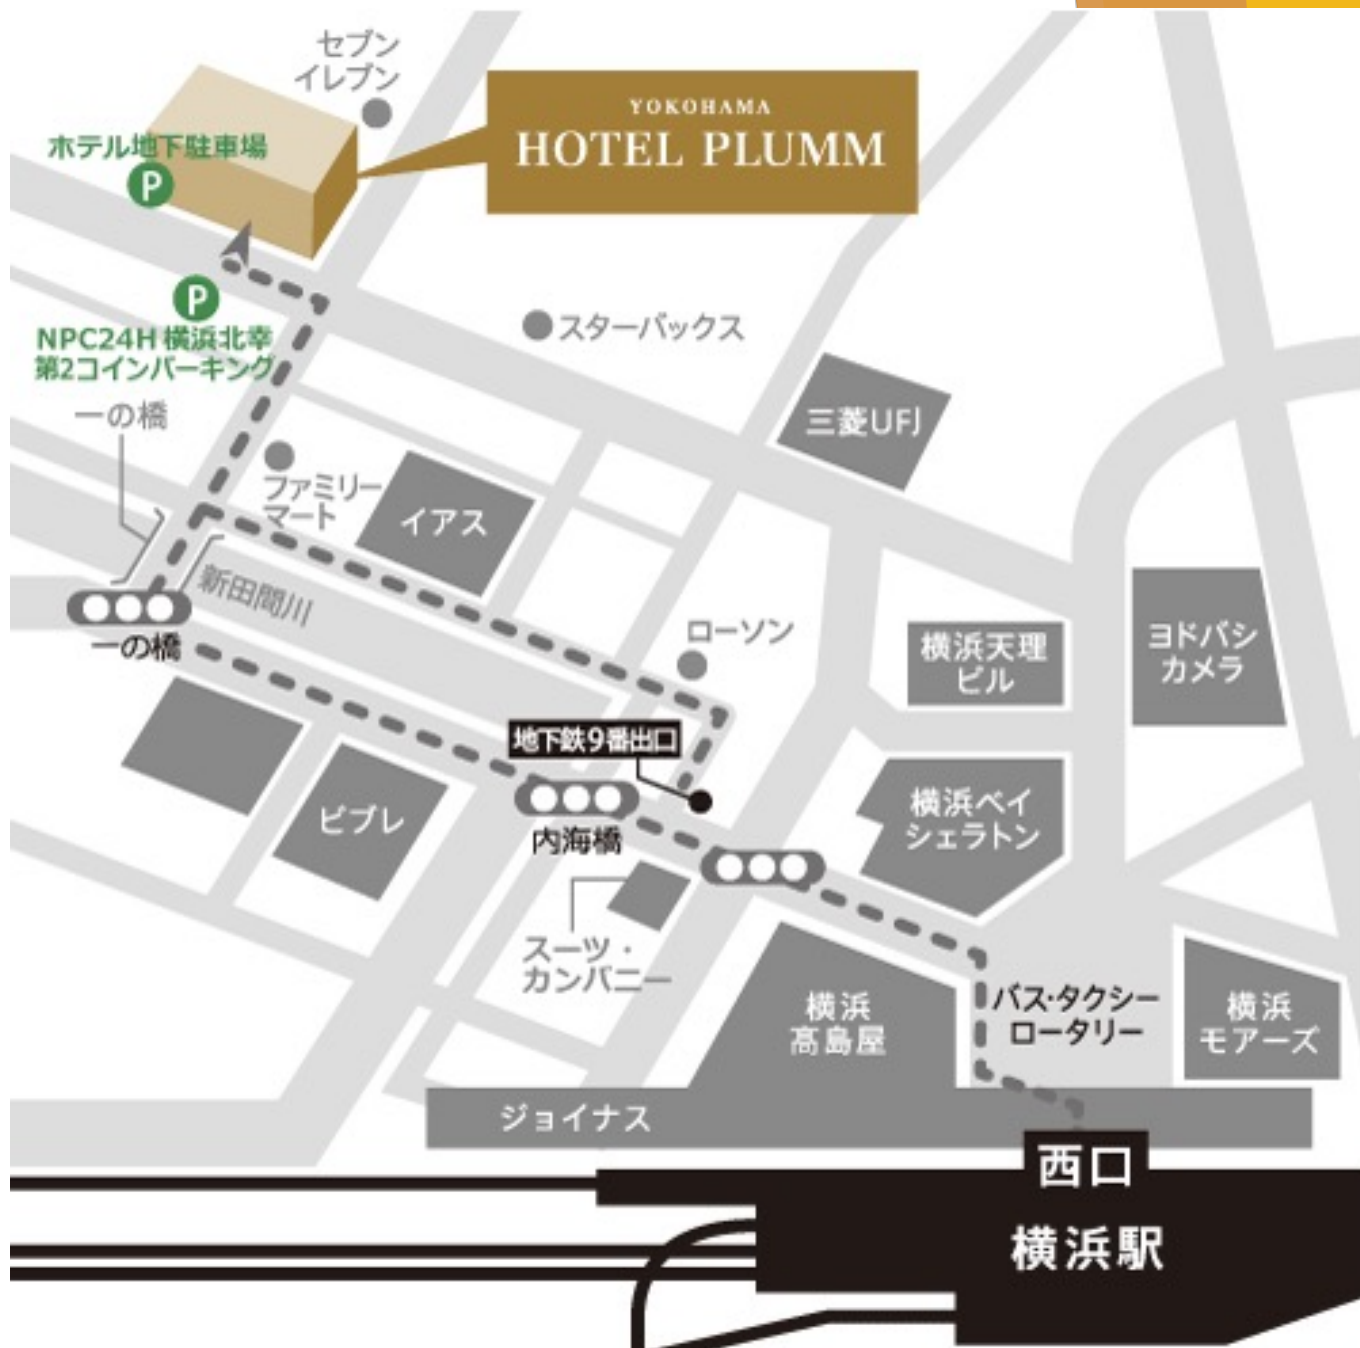 セブン
イレブン
YOKOHAMA
HOTEL PLUMM
ホテル地下駐車場
P
P
NPC24H 横浜北幸
第2コインパーキング
一の橋
スターバックス
三菱UFJ
ファミリー
マート
イアス
新田間川
一の橋
ローソン
横浜天理
ビル
ヨドバシ
カメラ
地下鉄9番出口
ビブレ
内海橋
横浜ベイ
シェラトン
スーツ・
カンパニー
横浜
髙島屋
バス・タクシー
ロータリー
横浜
モアーズ
ジョイナス
西口
横浜駅